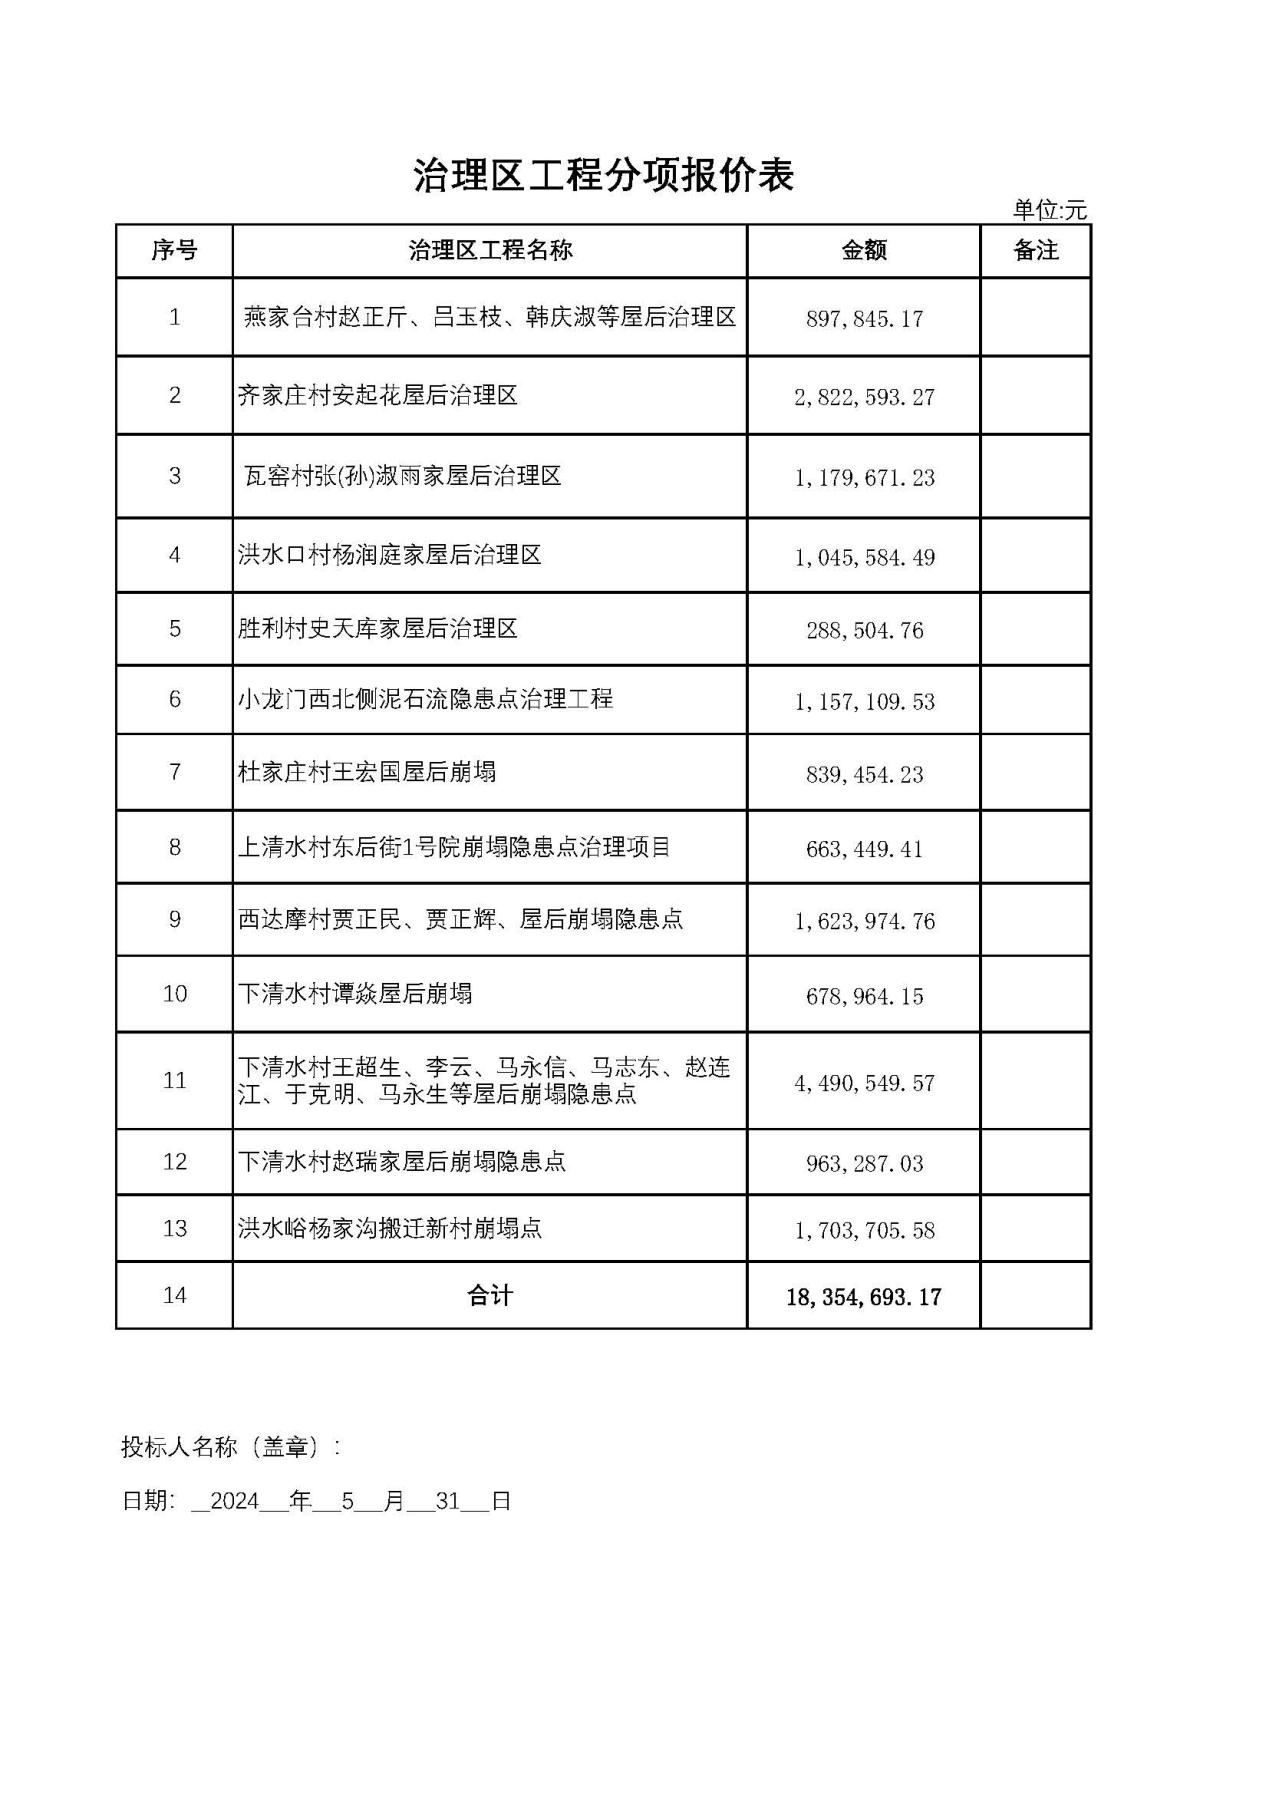 治理区工程分项报价表
单位:元
序号 治理区工程名称 金额 备注
1 燕家台村赵正斤、吕玉枝、韩庆淑等屋后治理区 897,845.17
2 齐家庄村安起花屋后治理区 2,822,593.27
3 瓦窑村张(孙)淑雨家屋后治理区 1,179,671.23
4 洪水口村杨润庭家屋后治理区 1,045,584.49
5 胜利村史天库家屋后治理区 288,504.76
6 小龙门西北侧泥石流隐患点治理工程 1,157,109.53
7 杜家庄村王宏国屋后崩塌 839,454.23
8 上清水村东后街1号院崩塌隐患点治理项目 663,449.41
9 西达摩村贾正民、贾正辉、屋后崩塌隐患点 1,623,974.76
10 下清水村谭焱屋后崩塌 678,964.15
11 下清水村王超生、李云、马永信、马志东、赵连
江、于克明、马永生等屋后崩塌隐患点 4,490,549.57
12 下清水村赵瑞家屋后崩塌隐患点 963,287.03
13 洪水峪杨家沟搬迁新村崩塌点 1,703,705.58
14 合计 18,354,693.17
投标人名称（盖章）:
日期: __2024___年___5___月___31___日